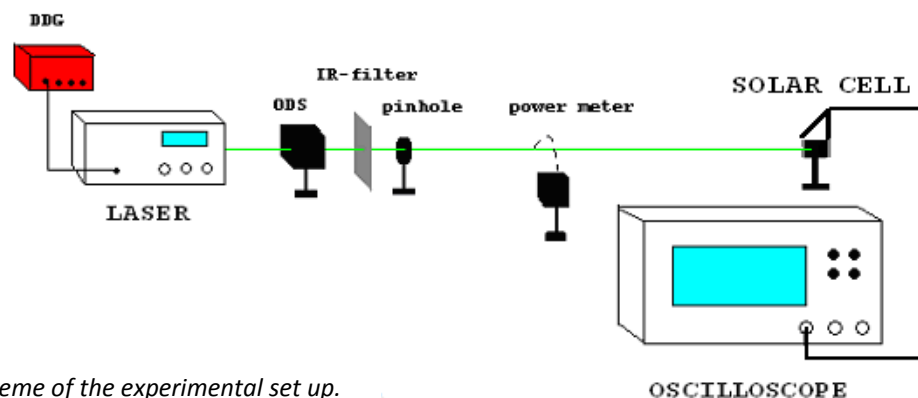 DDG
IR-filter
ODS
pinhole
power meter
SOLAR CELL
LASER
eme of the experimental set up.
OSCILLOSCOPE